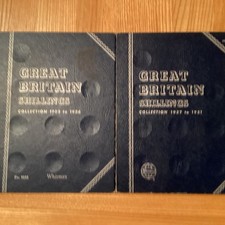 GREAT
BRITAIN
SHILLINGS
COLLECTION 1902 to 1936
Whitman
GREAT
BRITAIN
SHILLINGS
COLLECTION 1937 to 1951